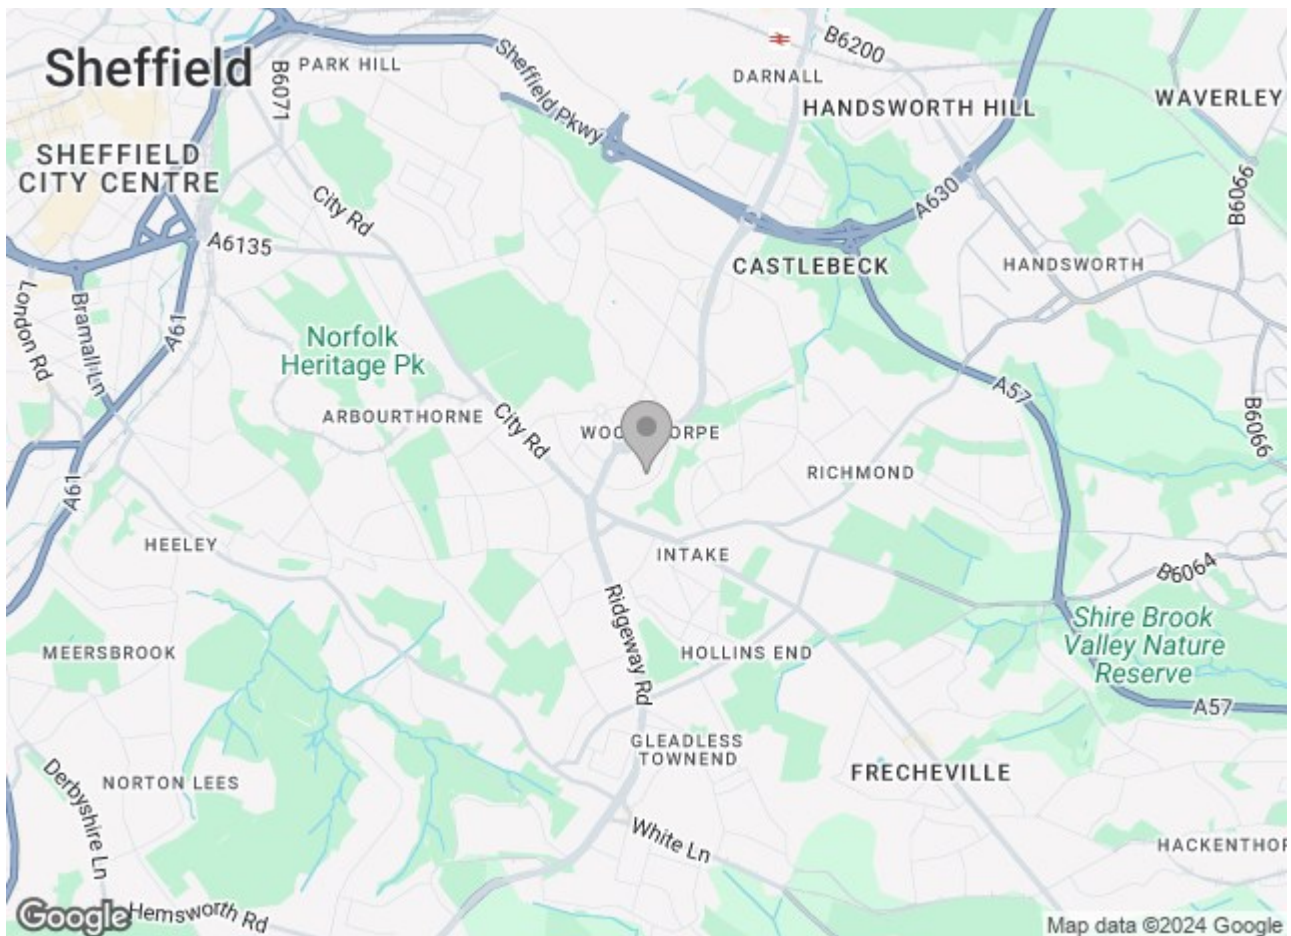 Sheffield
PARK HILL
B6071
Sheffield Pkwy
B6200
DARNALL
HANDSWORTH HILL
WAVERLEY
SHEFFIELD
CITY CENTRE
City Rd
A630
B6066
A6135
CASTLEBECK
HANDSWORTH
London Rd
Bramall Ln
A61
Norfolk
Heritage Pk
A57
ARBOURTHORNE
City Rd
B6066
RICHMOND
A61
HEELEY
INTAKE
B6064
Ridgeway Rd
Shire Brook
Valley Nature
Reserve
MEERSBROOK
HOLLINS END
A57
GLEADLESS
TOWNEND
FRECHEVILLE
NORTON LEES
Derbyshire Ln
White Ln
HACKENTHOR
Google
Hemsworth Rd
Map data ©2024 Google